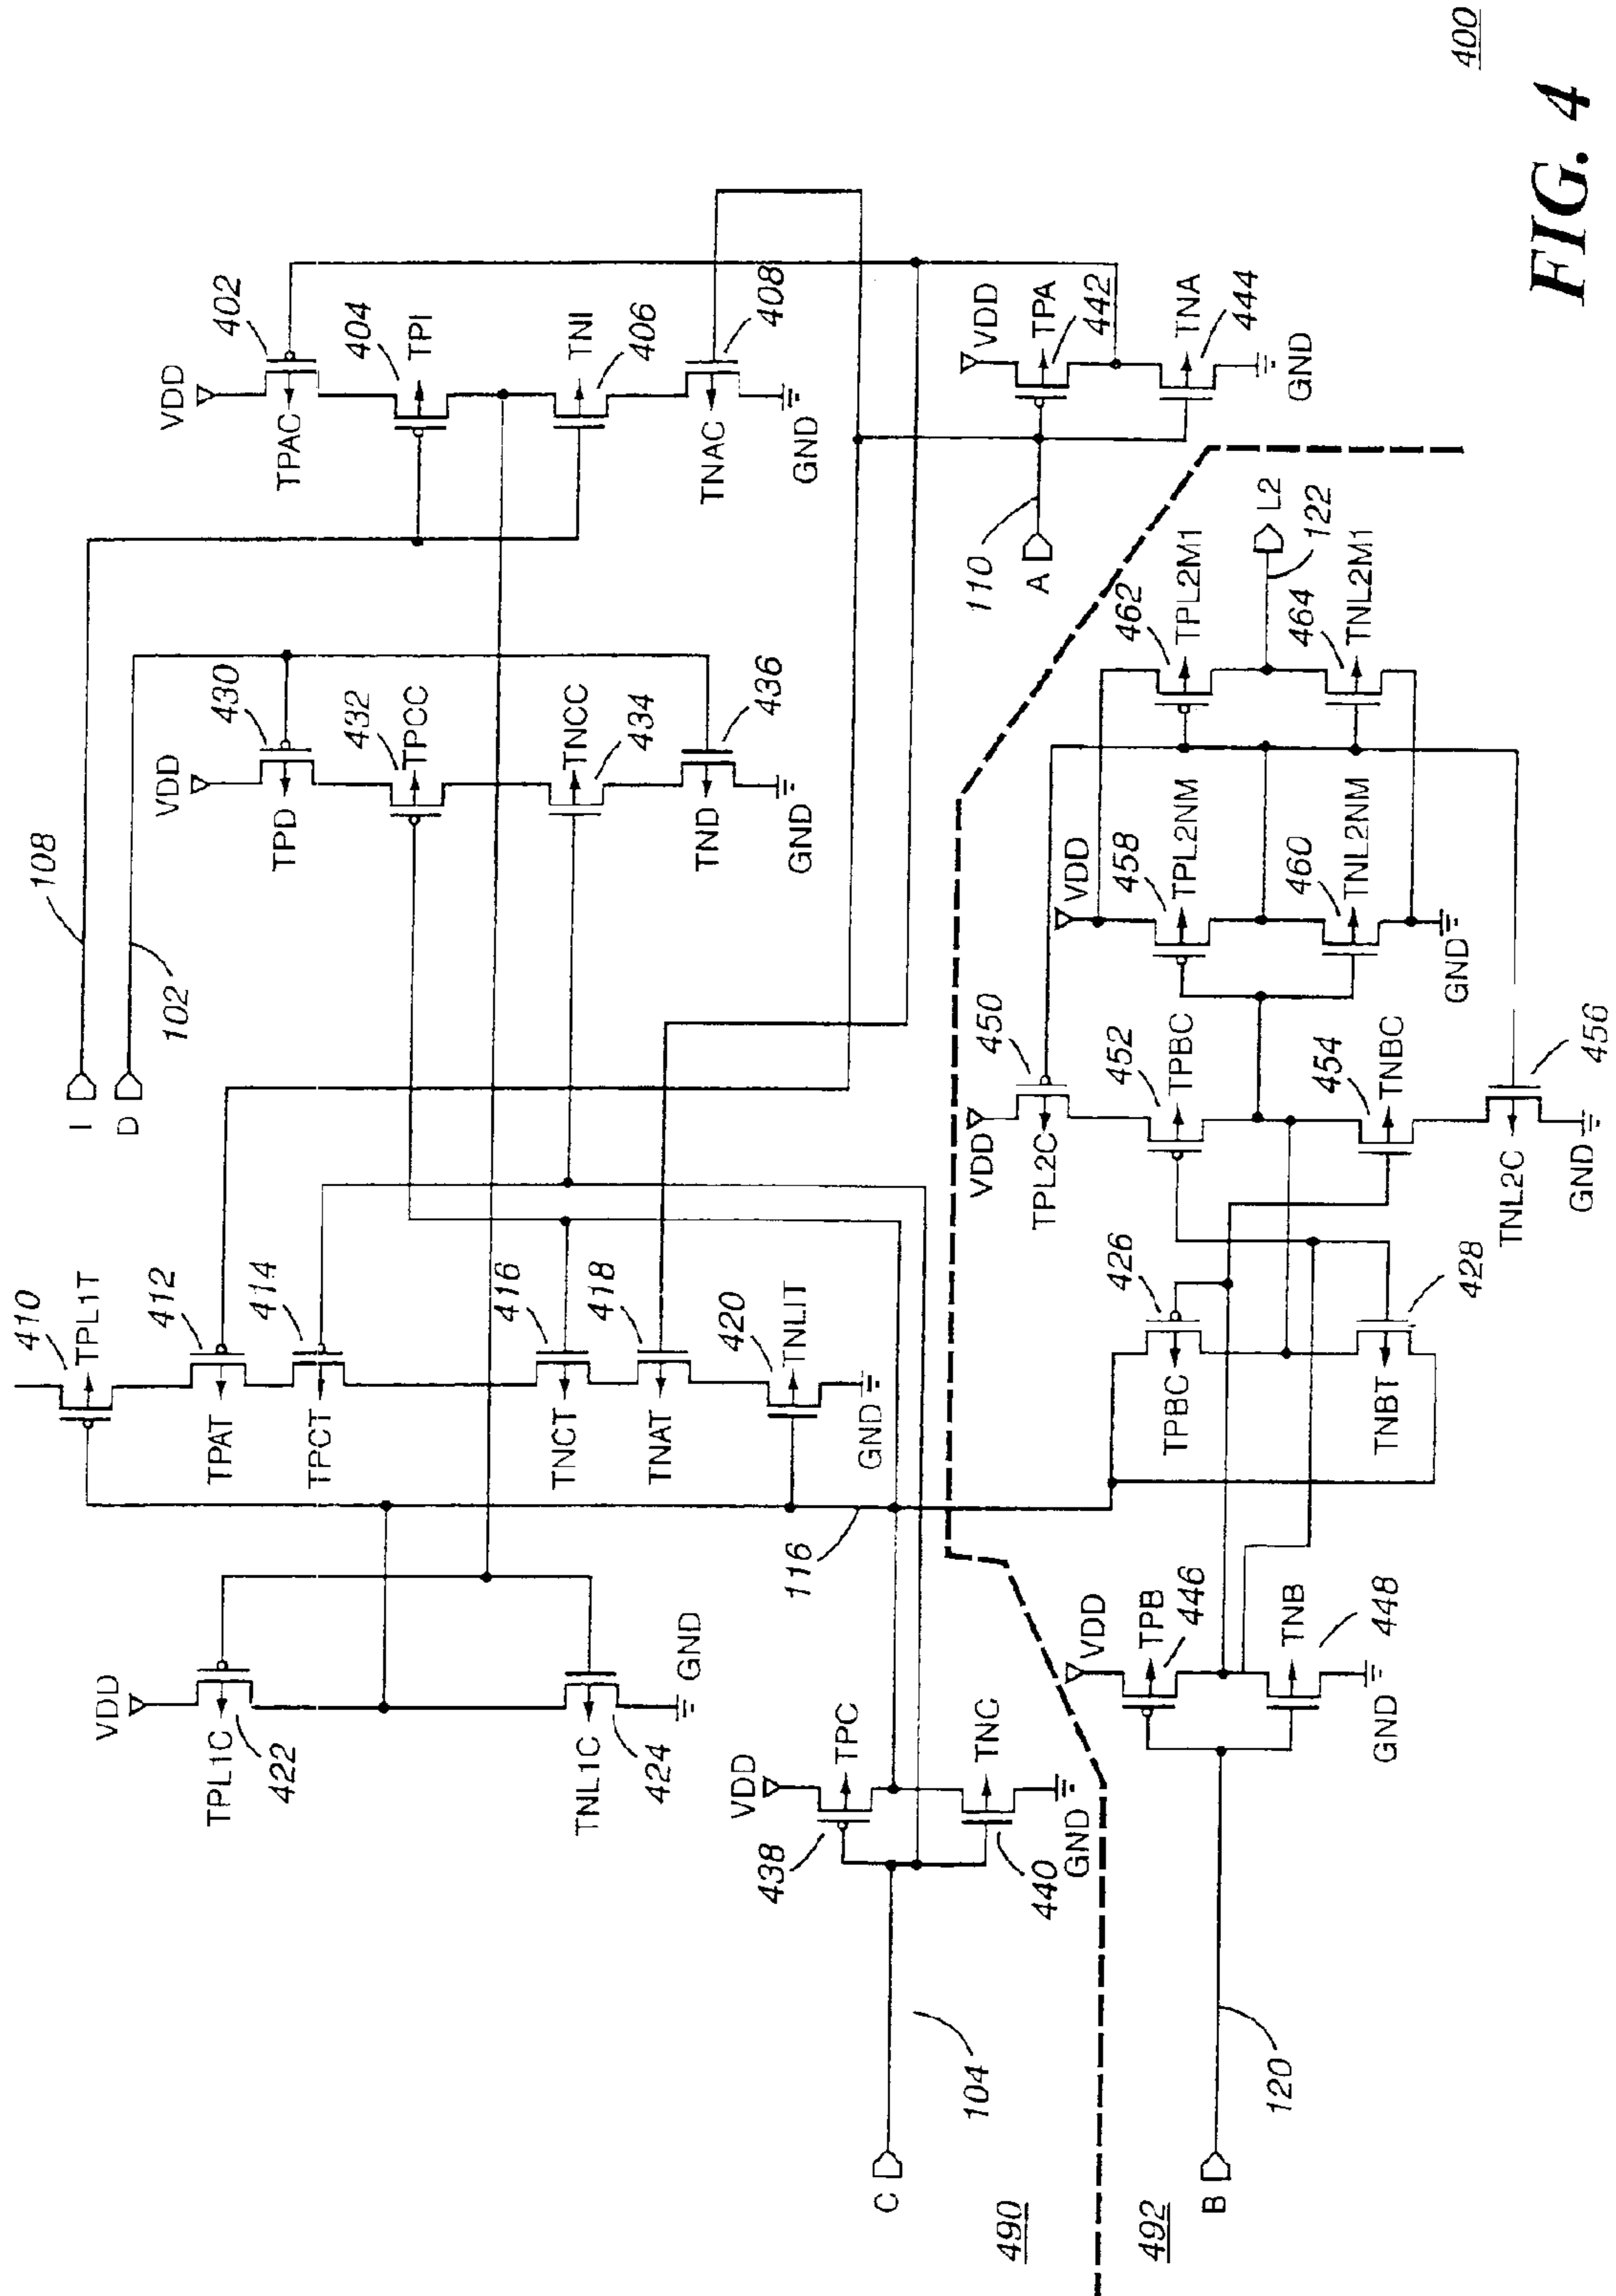 400
FIG. 4
VDD
402
TPAC
404
TPI
TNI
406
TNAC
408
GND
108
102
I
D
VDD
430
TPD
432
TPCC
TNCC
434
TND
436
GND
410
TPL1T
412
TPAT
414
TPCT
416
TNCT
418
TNAT
420
TNLIT
GND
VDD
TPL1C
422
TNL1C
424
GND
116
VDD
TPC
438
TNC
440
GND
C
104
490
492
110
A
VDD
TPA
442
TNA
444
GND
L2
122
462
TPL2M1
464
TNL2M1
VDD
458
TPL2NM
460
TNL2NM
GND
450
VDD
TPL2C
452
TPBC
454
TNBC
456
TNL2C
GND
426
TPBC
428
TNBT
VDD
TPB
446
TNB
448
GND
120
B